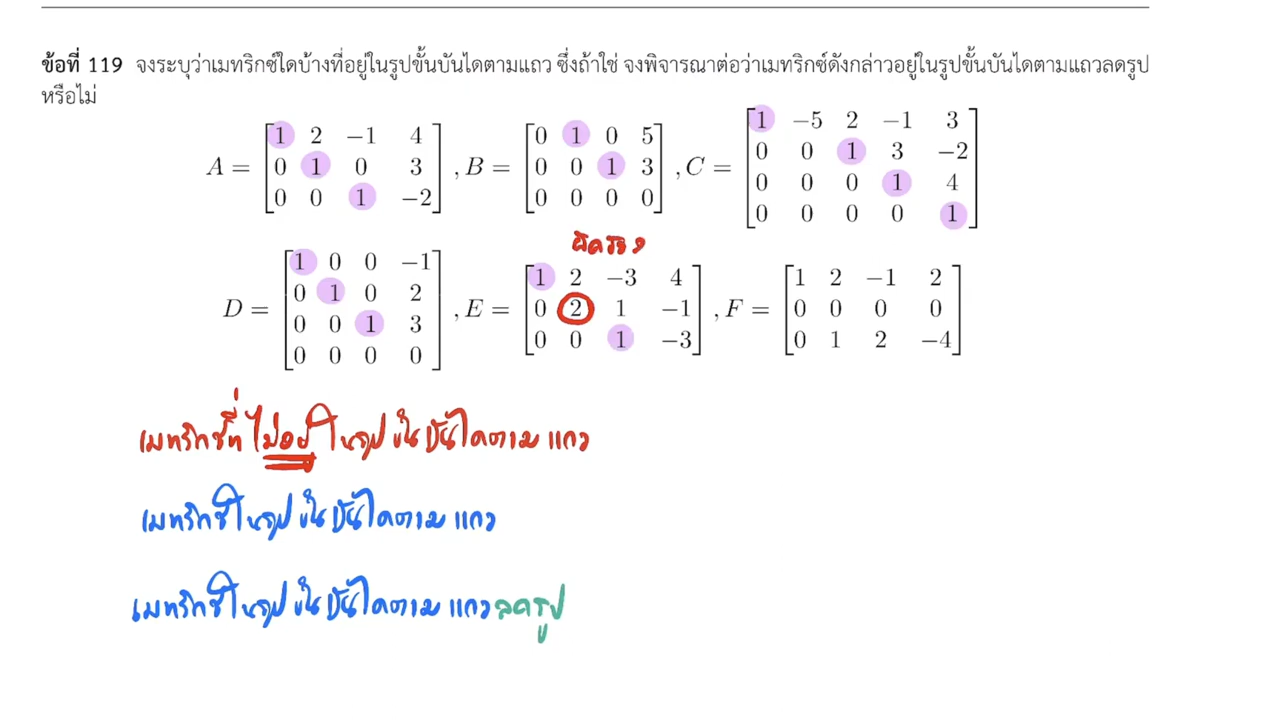 ข้อที่ 119 จงระบุว่าเมทริกซ์ใดบ้างที่อยู่ในรูปขั้นบันไดตามแถว ซึ่งถ้าใช่ จงพิจารณาต่อว่าเมทริกซ์ดังกล่าวอยู่ในรูปขั้นบันไดตามแถวลดรูป
หรือไม่
A = [1 2 −1 4
0 1 0 3
0 0 1 −2]
, B = [0 1 0 5
0 0 1 3
0 0 0 0]
, C = [1 −5 2 −1 3
0 0 1 3 −2
0 0 0 1 4
0 0 0 0 1]
D = [1 0 0 −1
0 1 0 2
0 0 1 3
0 0 0 0]
, E = [1 2 −3 4
0 2 1 −1
0 0 1 −3]
, F = [1 2 −1 2
0 0 0 0
0 1 2 −4]
เมทริกซ์ที่ ไม่อยู่ ในรูป ขั้นบันไดตาม แถว
เมทริกซ์ในรูป ขั้นบันไดตาม แถว
เมทริกซ์ในรูป ขั้นบันไดตาม แถวลดรูป